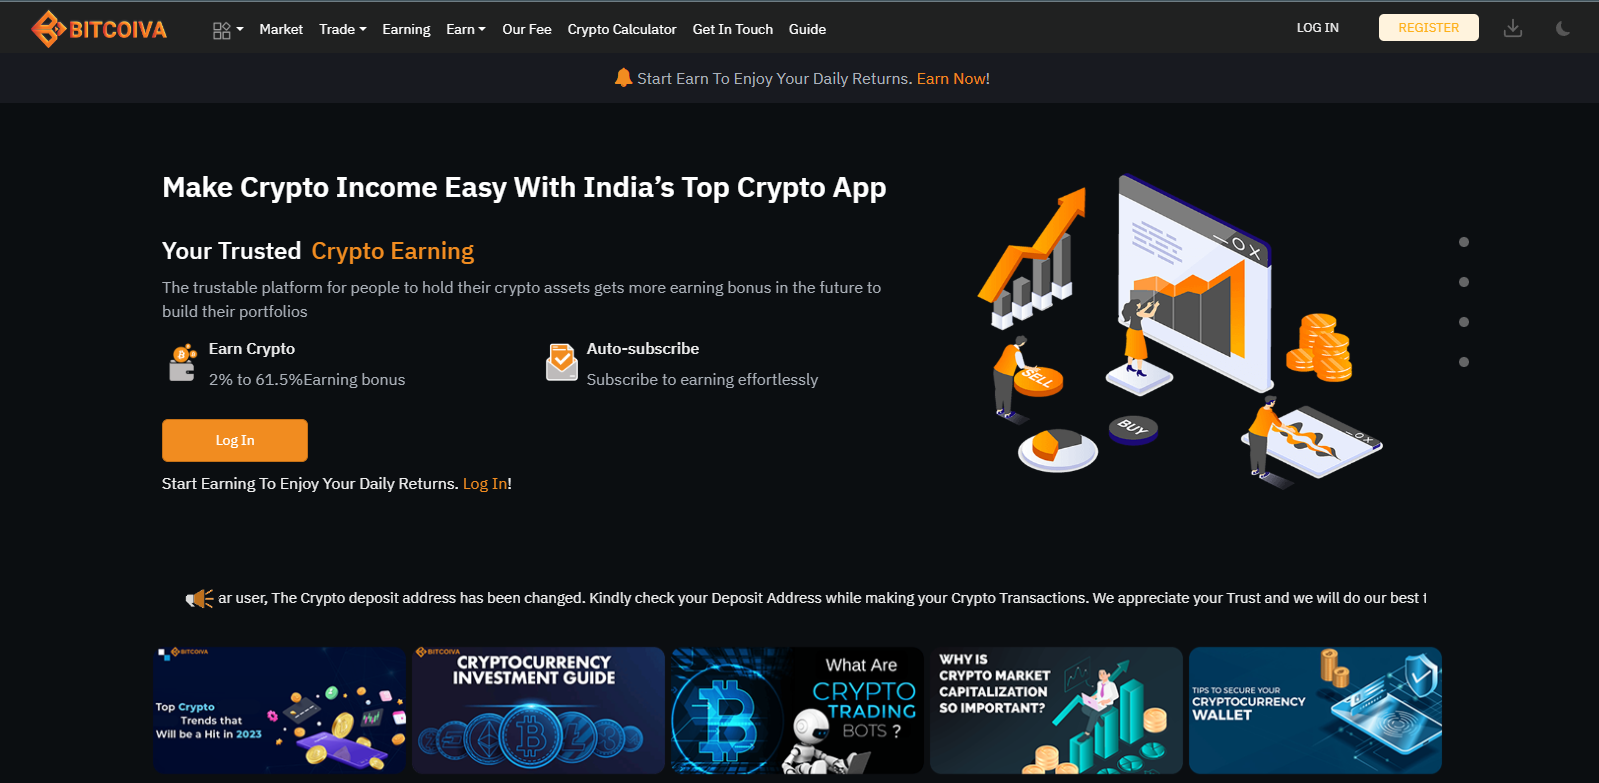 BITCOIVA
Market Trade Earning Earn Our Fee Crypto Calculator Get In Touch Guide
LOG IN
REGISTER
Start Earn To Enjoy Your Daily Returns. Earn Now!
Make Crypto Income Easy With India’s Top Crypto App
Your Trusted Crypto Earning
The trustable platform for people to hold their crypto assets gets more earning bonus in the future to
build their portfolios
Earn Crypto
2% to 61.5%Earning bonus
Auto-subscribe
Subscribe to earning effortlessly
Log In
Start Earning To Enjoy Your Daily Returns. Log In!
SELL
BUY
ar user, The Crypto deposit address has been changed. Kindly check your Deposit Address while making your Crypto Transactions. We appreciate your Trust and we will do our best t
BITCOIVA
Top Crypto
Trends that
Will be a Hit in 2023
BITCOIVA
CRYPTOCURRENCY
INVESTMENT GUIDE
What Are
CRYPTO
TRADING
BOTS ?
WHY IS
CRYPTO MARKET
CAPITALIZATION
SO IMPORTANT?
TIPS TO SECURE YOUR
CRYPTOCURRENCY
WALLET